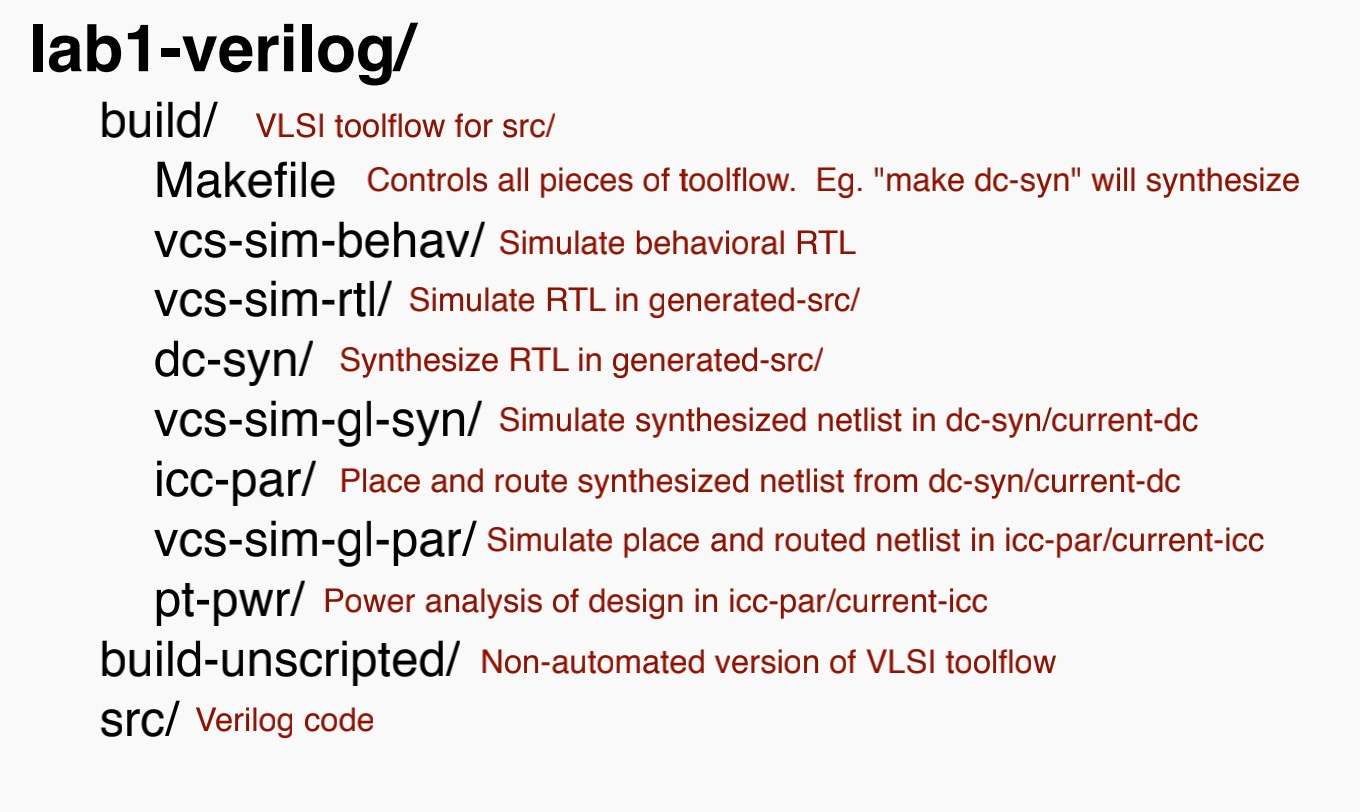 lab1-verilog/
build/ VLSI toolflow for src/
Makefile Controls all pieces of toolflow. Eg. "make dc-syn" will synthesize
vcs-sim-behav/ Simulate behavioral RTL
vcs-sim-rtl/ Simulate RTL in generated-src/
dc-syn/ Synthesize RTL in generated-src/
vcs-sim-gl-syn/ Simulate synthesized netlist in dc-syn/current-dc
icc-par/ Place and route synthesized netlist from dc-syn/current-dc
vcs-sim-gl-par/ Simulate place and routed netlist in icc-par/current-icc
pt-pwr/ Power analysis of design in icc-par/current-icc
build-unscripted/ Non-automated version of VLSI toolflow
src/ Verilog code